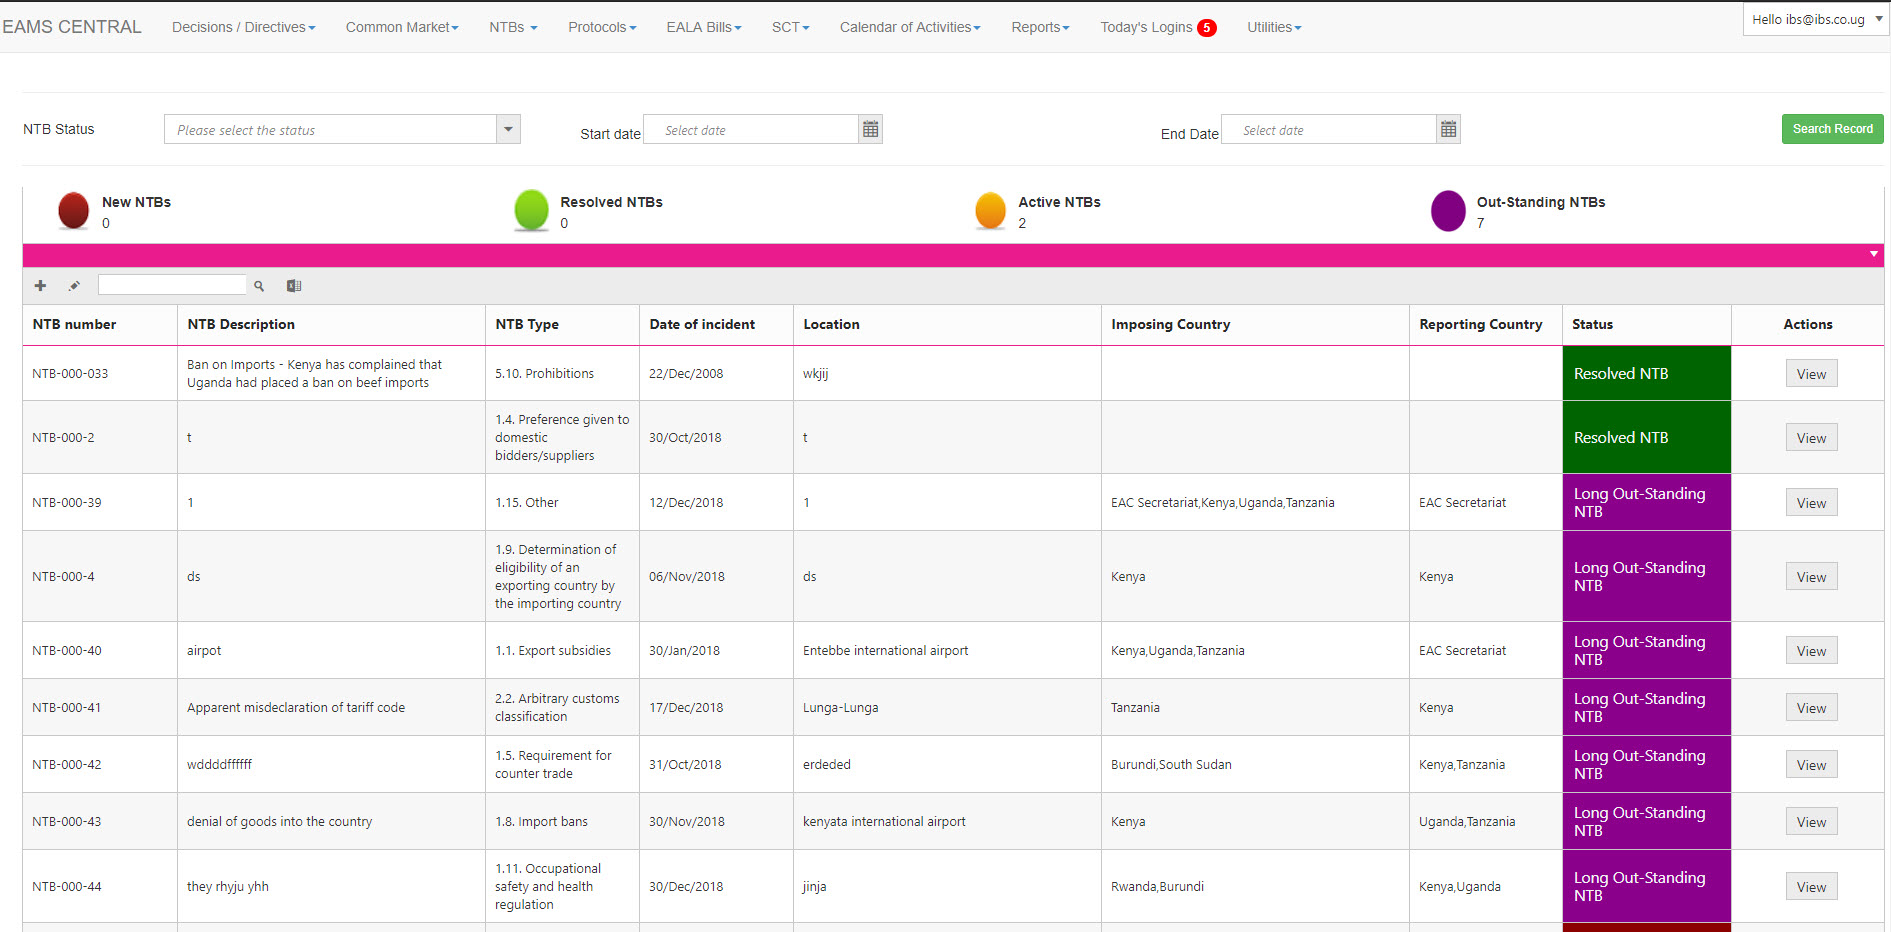 EAMS CENTRAL Decisions / Directives Common Market NTBs Protocols EALA Bills SCT Calendar of Activities Reports Today's Logins 5 Utilities Hello ibs@ibs.co.ug
NTB Status Please select the status Start date Select date End Date Select date Search Record
New NTBs
0
Resolved NTBs
0
Active NTBs
2
Out-Standing NTBs
7
NTB number NTB Description NTB Type Date of incident Location Imposing Country Reporting Country Status Actions
NTB-000-033
Ban on Imports - Kenya has complained that
Uganda had placed a ban on beef imports
5.10. Prohibitions
22/Dec/2008
wkjij
Resolved NTB
View
NTB-000-2
t
1.4. Preference given to
domestic
bidders/suppliers
30/Oct/2018
t
Resolved NTB
View
NTB-000-39
1
1.15. Other
12/Dec/2018
1
EAC Secretariat,Kenya,Uganda,Tanzania
EAC Secretariat
Long Out-Standing
NTB
View
NTB-000-4
ds
1.9. Determination of
eligibility of an
exporting country by
the importing country
06/Nov/2018
ds
Kenya
Kenya
Long Out-Standing
NTB
View
NTB-000-40
airpot
1.1. Export subsidies
30/Jan/2018
Entebbe international airport
Kenya,Uganda,Tanzania
EAC Secretariat
Long Out-Standing
NTB
View
NTB-000-41
Apparent misdeclaration of tariff code
2.2. Arbitrary customs
classification
17/Dec/2018
Lunga-Lunga
Tanzania
Kenya
Long Out-Standing
NTB
View
NTB-000-42
wddddffffff
1.5. Requirement for
counter trade
31/Oct/2018
erdeded
Burundi,South Sudan
Kenya,Tanzania
Long Out-Standing
NTB
View
NTB-000-43
denial of goods into the country
1.8. Import bans
30/Nov/2018
kenyata international airport
Kenya
Uganda,Tanzania
Long Out-Standing
NTB
View
NTB-000-44
they rhyju yhh
1.11. Occupational
safety and health
regulation
30/Dec/2018
jinja
Rwanda,Burundi
Kenya,Uganda
Long Out-Standing
NTB
View